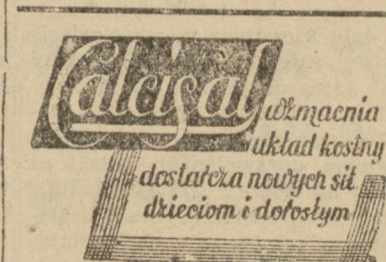 Calcisal
wzmacnia
układ kostny
dostarcza nowych sił
dzieciom i dorosłym